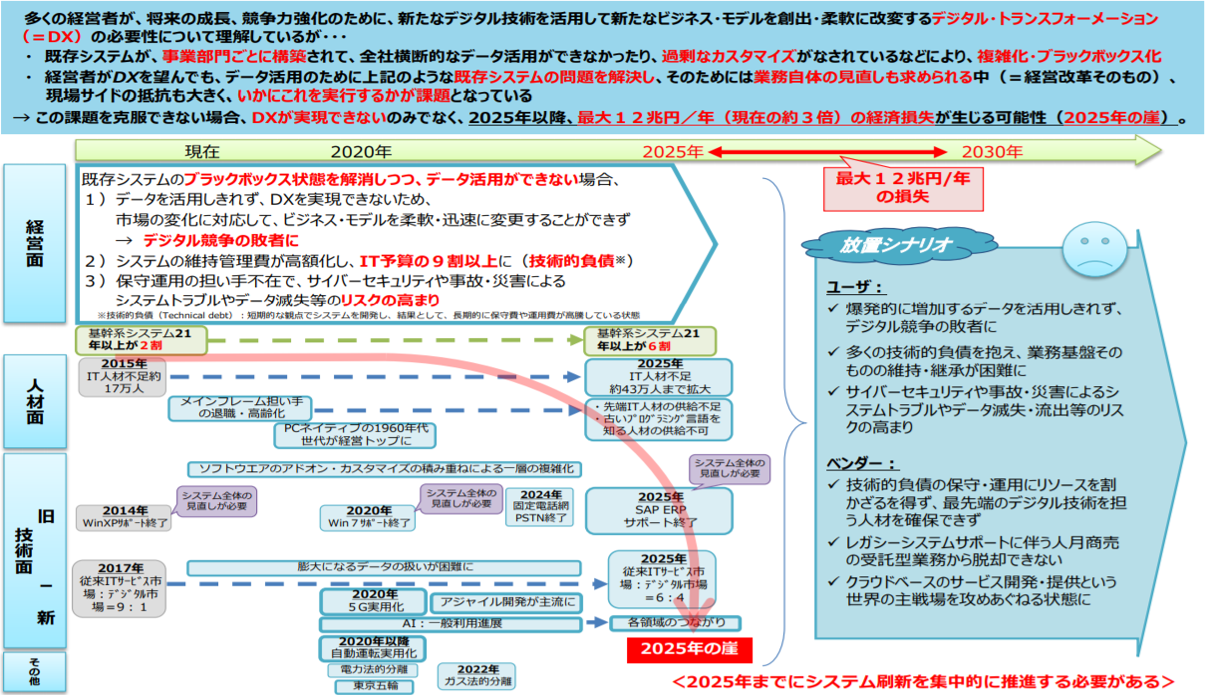 多くの経営者が、将来の成長、競争力強化のために、新たなデジタル技術を活用して新たなビジネス・モデルを創出・柔軟に改変するデジタル・トランスフォーメーション
（＝DX）の必要性について理解しているが・・・
・ 既存システムが、事業部門ごとに構築されて、全社横断的なデータ活用ができなかったり、過剰なカスタマイズがなされているなどにより、複雑化・ブラックボックス化
・ 経営者がDXを望んでも、データ活用のために上記のような既存システムの問題を解決し、そのためには業務自体の見直しも求められる中（＝経営改革そのもの）、
現場サイドの抵抗も大きく、いかにこれを実行するかが課題となっている
→ この課題を克服できない場合、DXが実現できないのみでなく、2025年以降、最大１２兆円／年（現在の約３倍）の経済損失が生じる可能性（2025年の崖）。
現在 2020年 2025年 2030年
最大１２兆円/年
の損失
経営面
既存システムのブラックボックス状態を解消しつつ、データ活用ができない場合、
１）データを活用しきれず、DXを実現できないため、
市場の変化に対応して、ビジネス・モデルを柔軟・迅速に変更することができず
→ デジタル競争の敗者に
２）システムの維持管理費が高額化し、IT予算の９割以上に（技術的負債※）
３）保守運用の担い手不在で、サイバーセキュリティや事故・災害による
システムトラブルやデータ滅失等のリスクの高まり
※技術的負債（Technical debt）：短期的な観点でシステムを開発し、結果として、長期的に保守費や運用費が高騰している状態
基幹系システム21
年以上が２割
基幹系システム21
年以上が６割
人材面
2015年
IT人材不足約
17万人
2025年
IT人材不足
約43万人まで拡大
メインフレーム担い手
の退職・高齢化
・先端IT人材の供給不足
・古いﾌﾟﾛｸﾞﾗﾐﾝｸﾞ言語を
知る人材の供給不可
PCネイティブの1960年代
世代が経営トップに
技術面
旧
ー
新
ソフトウエアのアドオン・カスタマイズの積み重ねによる一層の複雑化
システム全体の
見直しが必要
システム全体の
見直しが必要
システム全体の
見直しが必要
2014年
WinXPｻﾎﾟｰﾄ終了
2020年
Win７ｻﾎﾟｰﾄ終了
2024年
固定電話網
PSTN終了
2025年
SAP ERP
サポート終了
2017年
従来ITｻｰﾋﾞｽ市
場：ﾃﾞｼﾞﾀﾙ市
場＝9：1
膨大になるデータの扱いが困難に
2025年
従来ITｻｰﾋﾞｽ市
場：ﾃﾞｼﾞﾀﾙ市場
＝6：4
2020年
５G実用化
アジャイル開発が主流に
AI：一般利用進展
各領域のつながり
2020年以降
自動運転実用化
2025年の崖
その他
電力法的分離
東京五輪
2022年
ガス法的分離
放置シナリオ
ユーザ：
✓ 爆発的に増加するデータを活用しきれず、
デジタル競争の敗者に
✓ 多くの技術的負債を抱え、業務基盤その
ものの維持・継承が困難に
✓ サイバーセキュリティや事故・災害によるシ
ステムトラブルやデータ滅失・流出等のリス
クの高まり
ベンダー：
✓ 技術的負債の保守・運用にリソースを割
かざるを得ず、最先端のデジタル技術を担
う人材を確保できず
✓ レガシーシステムサポートに伴う人月商売
の受託型業務から脱却できない
✓ クラウドベースのサービス開発・提供という
世界の主戦場を攻めあぐねる状態に
＜2025年までにシステム刷新を集中的に推進する必要がある＞